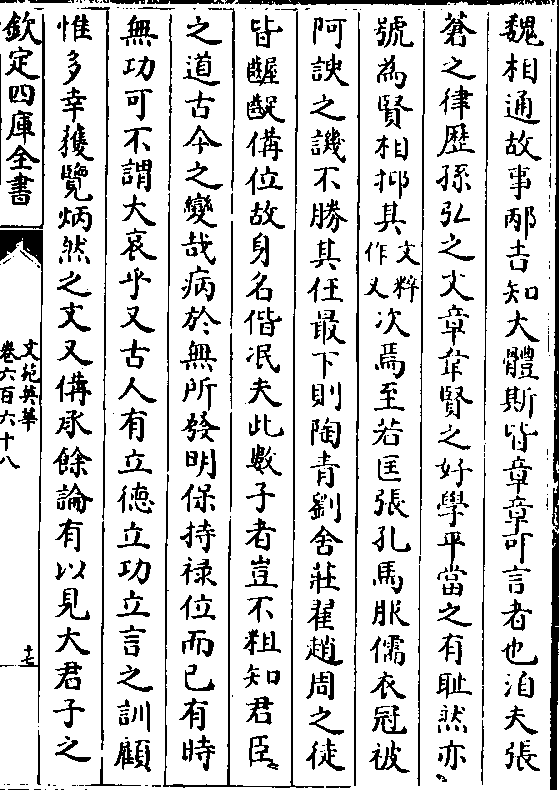 魏相通故事邴吉知大體斯皆章章可言者也洎夫張
蒼之律歴孫弘之文章韋賢之好學平當之有耻然亦
號為賢相抑其文粹作又次焉至若匡張孔馬服儒衣冠被
阿諛之譏不勝其任最下則陶青劉舍莊翟趙周之徒
皆齷齪備位故身名偕泯夫此數子者豈不粗知君臣
之道古今之變哉病於無所發明保持祿位而已有時
無功可不謂大哀乎又古人有立德立功立言之訓顧
惟多幸獲覽炳然之文又備承餘論有以見大君子之
欽定四庫全書
文苑英華
卷六百六十八
十七